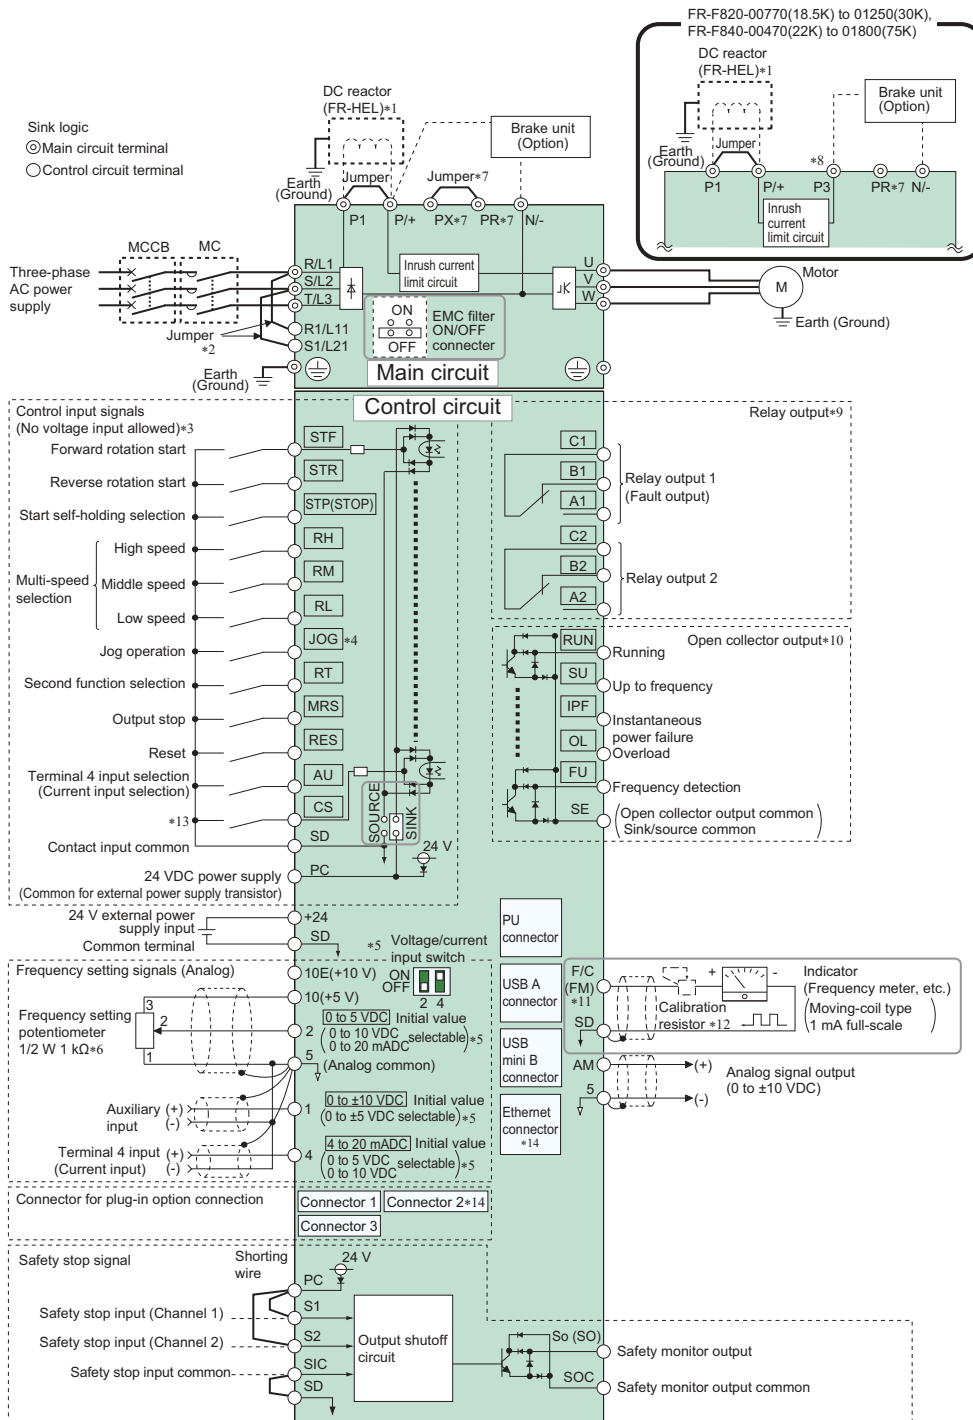 FR-F820-00770(18.5K) to 01250(30K),
FR-F840-00470(22K) to 01800(75K)
DC reactor
(FR-HEL)*1
Brake unit
(Option)
Earth
(Ground)
Jumper
*8
P1
P/+
P3
PR*7
N/-
Inrush
current
limit circuit
Sink logic
Main circuit terminal
Control circuit terminal
DC reactor
(FR-HEL)*1
Brake unit
(Option)
Earth
(Ground)
Jumper
Jumper*7
P1
P/+
PX*7
PR*7
N/-
MCCB
MC
Three-phase
AC power
supply
R/L1
S/L2
T/L3
R1/L11
S1/L21
Jumper
*2
Earth
(Ground)
Inrush current
limit circuit
ON
OFF
EMC filter
ON/OFF
connecter
U
V
W
Motor
M
Earth (Ground)
Main circuit
Control circuit
Control input signals
(No voltage input allowed)*3
Forward rotation start
STF
Reverse rotation start
STR
Start self-holding selection
STP(STOP)
Multi-speed
selection
High speed
RH
Middle speed
RM
Low speed
RL
Jog operation
JOG *4
Second function selection
RT
Output stop
MRS
Reset
RES
Terminal 4 input selection
(Current input selection)
AU
*13
CS
SOURCE
SINK
Contact input common
SD
24 V
24 VDC power supply
(Common for external power supply transistor)
PC
Relay output*9
C1
B1
A1
Relay output 1
(Fault output)
C2
B2
A2
Relay output 2
Open collector output*10
RUN
Running
SU
Up to frequency
IPF
Instantaneous
power failure
OL
Overload
FU
Frequency detection
SE
Open collector output common
Sink/source common
24 V external power
supply input
+24
Common terminal
SD
*5
Voltage/current
input switch
ON
OFF
2 4
Frequency setting signals (Analog)
10E(+10 V)
10(+5 V)
Frequency setting
potentiometer
1/2 W 1 kΩ*6
3
2
1
2
0 to 5 VDC Initial value
0 to 10 VDC
0 to 20 mADC
selectable *5
5
(Analog common)
Auxiliary
input
(+)
(-)
1
0 to ±10 VDC Initial value
(0 to ±5 VDC selectable)*5
Terminal 4 input
(Current input)
(+)
(-)
4
4 to 20 mADC Initial value
0 to 5 VDC
0 to 10 VDC
selectable *5
PU
connector
USB A
connector
USB
mini B
connector
Ethernet
connector
*14
F/C
(FM)
*11
SD
Calibration
resistor *12
+
-
Indicator
(Frequency meter, etc.)
Moving-coil type
1 mA full-scale
AM
(+)
Analog signal output
(0 to ±10 VDC)
5
(-)
Connector for plug-in option connection
Connector 1
Connector 2*14
Connector 3
Safety stop signal
Shorting
wire
24 V
PC
Safety stop input (Channel 1)
S1
Safety stop input (Channel 2)
S2
Safety stop input common
SIC
SD
Output shutoff
circuit
So (SO)
Safety monitor output
SOC
Safety monitor output common